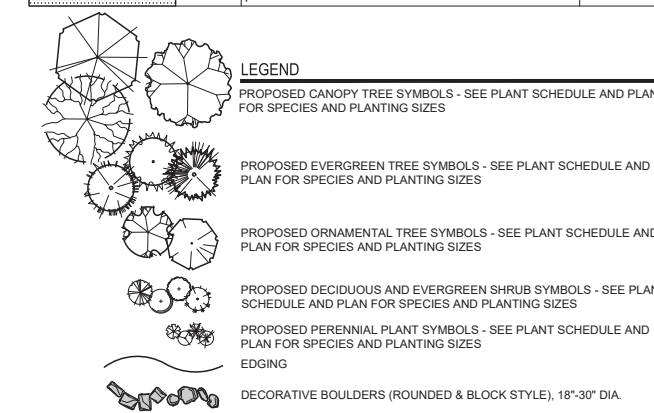 LEGEND
PROPOSED CANOPY TREE SYMBOLS - SEE PLANT SCHEDULE AND PLAN
FOR SPECIES AND PLANTING SIZES
PROPOSED EVERGREEN TREE SYMBOLS - SEE PLANT SCHEDULE AND
PLAN FOR SPECIES AND PLANTING SIZES
PROPOSED ORNAMENTAL TREE SYMBOLS - SEE PLANT SCHEDULE AND
PLAN FOR SPECIES AND PLANTING SIZES
PROPOSED DECIDUOUS AND EVERGREEN SHRUB SYMBOLS - SEE PLAN
SCHEDULE AND PLAN FOR SPECIES AND PLANTING SIZES
PROPOSED PERENNIAL PLANT SYMBOLS - SEE PLANT SCHEDULE AND
PLAN FOR SPECIES AND PLANTING SIZES
EDGING
DECORATIVE BOULDERS (ROUNDED & BLOCK STYLE), 18"-30" DIA.